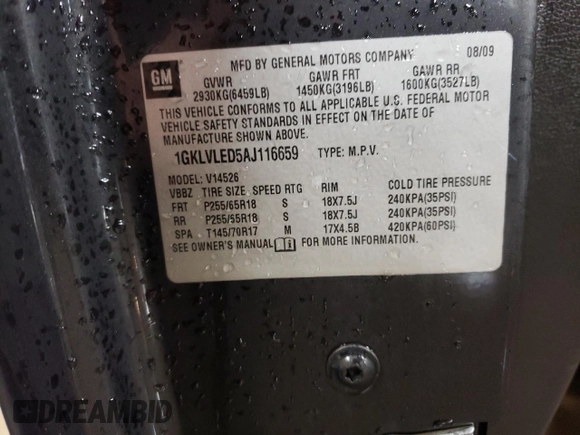 GM
MFD BY GENERAL MOTORS COMPANY 08/09
GVWR GAWR FRT GAWR RR
2930KG(6459LB) 1450KG(3196LB) 1600KG(3527LB)
THIS VEHICLE CONFORMS TO ALL APPLICABLE U.S. FEDERAL MOTOR
VEHICLE SAFETY STANDARDS IN EFFECT ON THE DATE OF
MANUFACTURE SHOWN ABOVE.
1GKLVLED5AJ116659 TYPE: M.P.V.
MODEL: V14526
VBBZ TIRE SIZE SPEED RTG RIM COLD TIRE PRESSURE
FRT P255/65R18 S 18X7.5J 240KPA(35PSI)
RR P255/55R18 S 18X7.5J 240KPA(35PSI)
SPA T145/70R17 M 17X4.5B 420KPA(60PSI)
SEE OWNER'S MANUAL FOR MORE INFORMATION.
DREAMBID